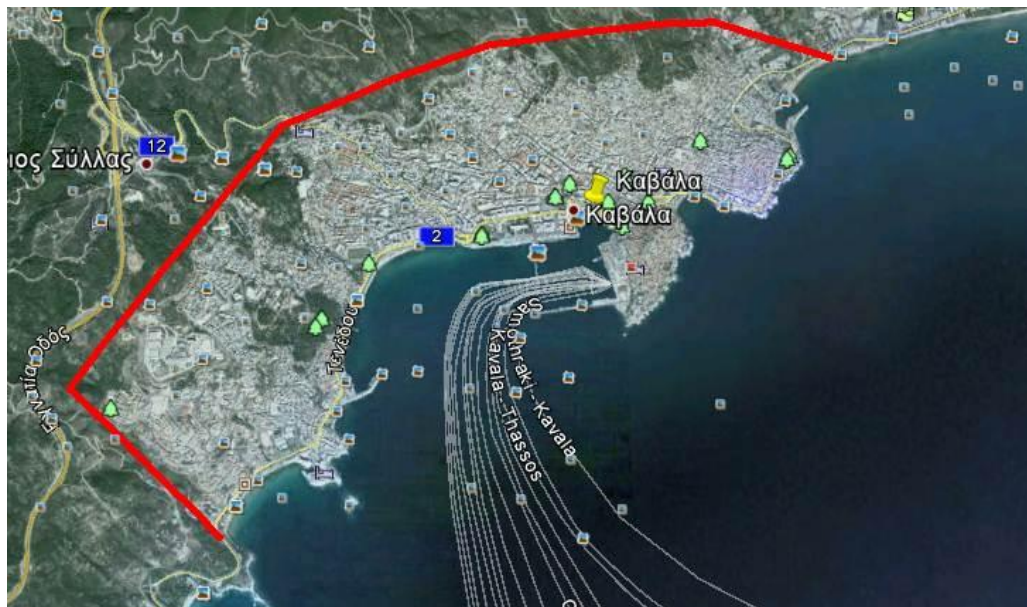 12
ιος Σύλλας
Καβάλα
Καβάλα
2
Τενέδου
Εγνατία Οδός
Samothraki--Kavala
Kavala--Thassos